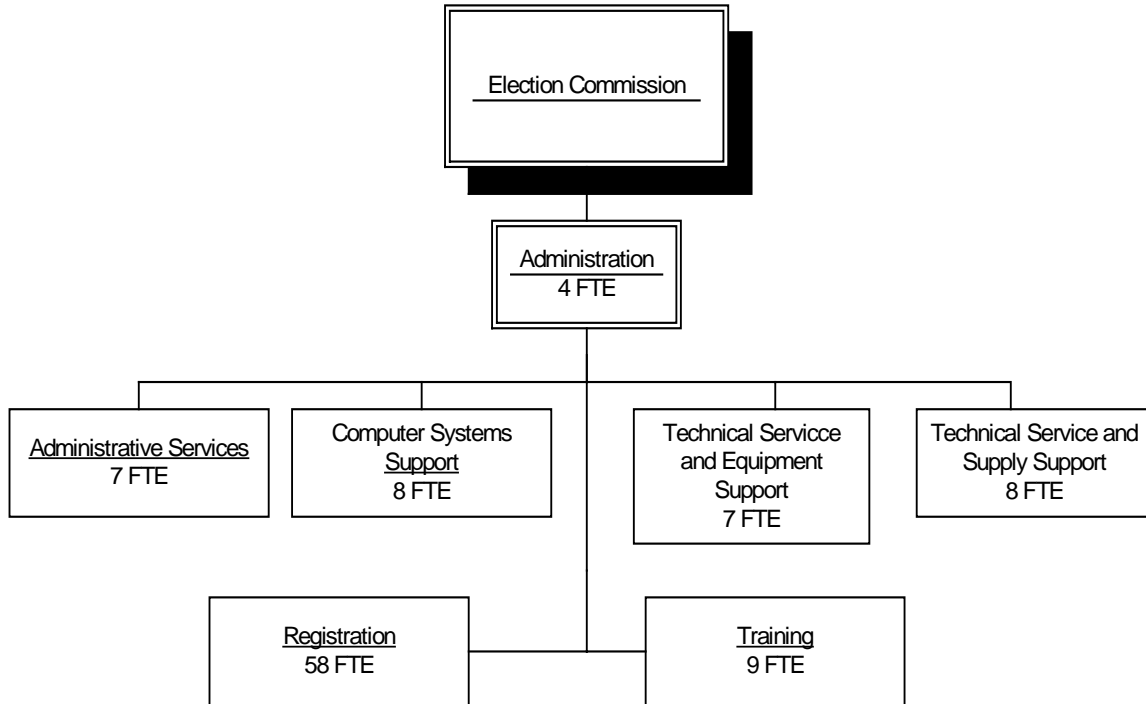 Election Commission
Administration
4 FTE
Administrative Services
7 FTE
Computer Systems
Support
8 FTE
Technical Servicce
and Equipment
Support
7 FTE
Technical Service and
Supply Support
8 FTE
Registration
58 FTE
Training
9 FTE